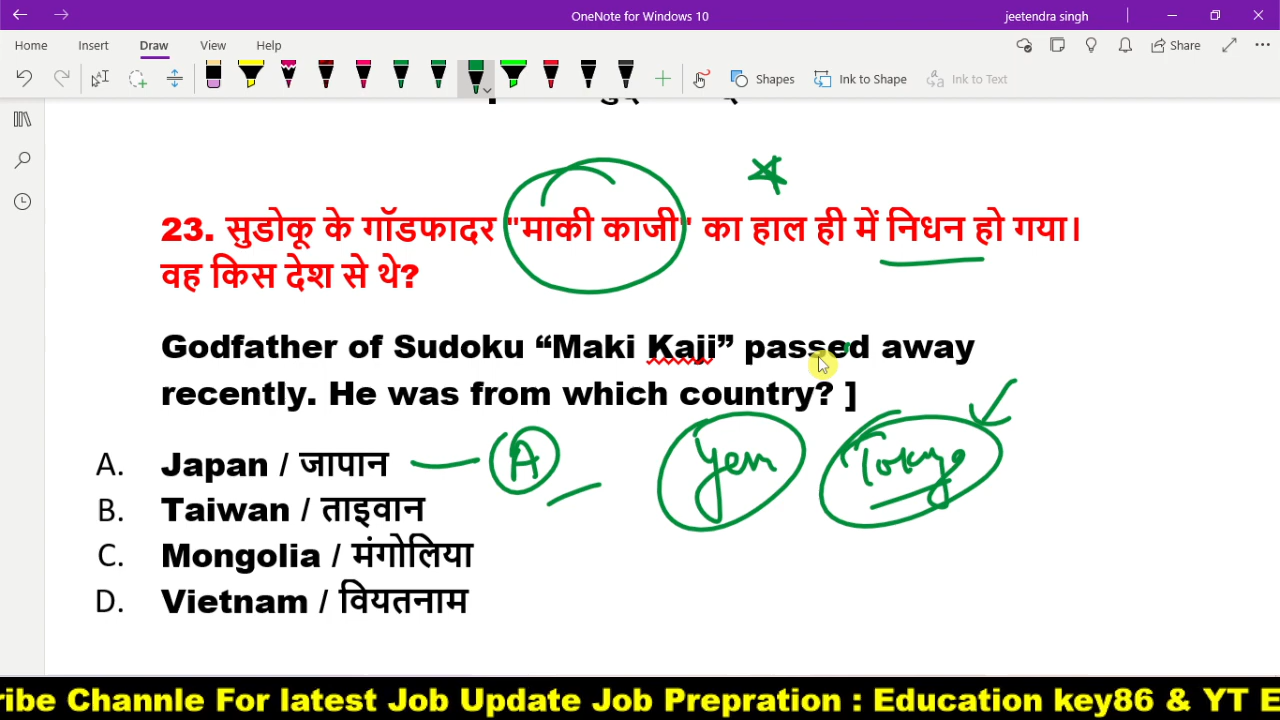 OneNote for Windows 10
jeetendra singh
Home Insert Draw View Help
Share
Shapes Ink to Shape Ink to Text
23. सुडोकू के गॉडफादर "माकी काजी" का हाल ही में निधन हो गया।
वह किस देश से थे?
Godfather of Sudoku “Maki Kaji” passed away
recently. He was from which country? ]
A. Japan / जापान A Yen Tokyo
B. Taiwan / ताइवान
C. Mongolia / मंगोलिया
D. Vietnam / वियतनाम
ribe Channle For latest Job Update Job Prepration : Education key86 & YT E